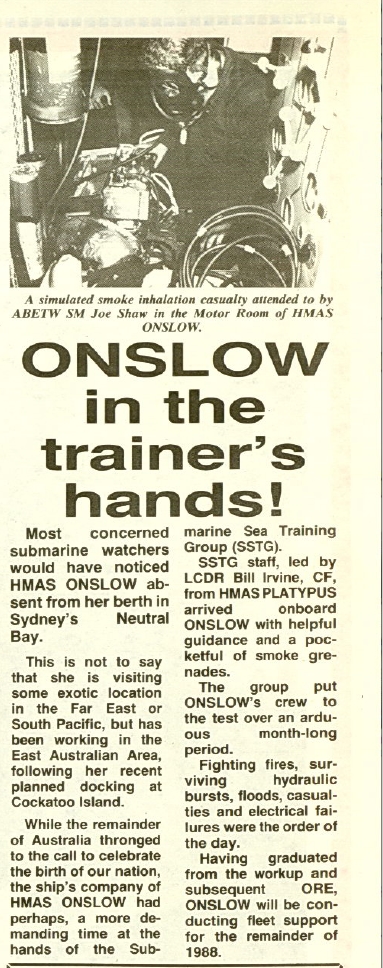 A simulated smoke inhalation casualty attended to by
ABETW SM Joe Shaw in the Motor Room of HMAS
ONSLOW.
ONSLOW
in the
trainer's
hands!
Most concerned
submarine watchers
would have noticed
HMAS ONSLOW ab-
sent from her berth in
Sydney's Neutral
Bay.
This is not to say
that she is visiting
some exotic location
in the Far East or
South Pacific, but has
been working in the
East Australian Area,
following her recent
planned docking at
Cockatoo Island.
While the remainder
of Australia thronged
to the call to celebrate
the birth of our nation,
the ship's company of
HMAS ONSLOW had
perhaps, a more de-
manding time at the
hands of the Sub-
marine Sea Training
Group (SSTG).
SSTG staff, led by
LCDR Bill Irvine, CF,
from HMAS PLATYPUS
arrived onboard
ONSLOW with helpful
guidance and a poc-
ketful of smoke gre-
nades.
The group put
ONSLOW's crew to
the test over an ardu-
ous month-long
period.
Fighting fires, sur-
viving hydraulic
bursts, floods, casual-
ties and electrical fai-
lures were the order of
the day.
Having graduated
from the workup and
subsequent ORE,
ONSLOW will be con-
ducting fleet support
for the remainder of
1988.